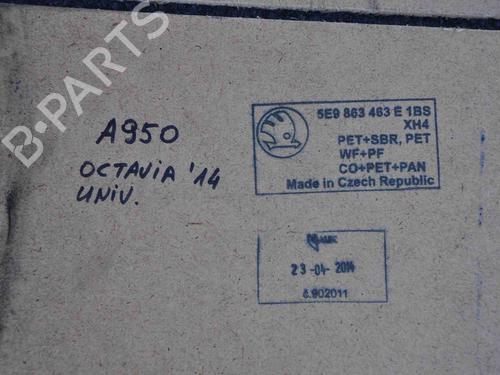 B-PARTS
A950
OCTAVIA '14
UNIV.
5E9 863 463 E 1BS
XH4
PET+SBR, PET
WF+PF
CO+PET+PAN
Made in Czech Republic
23-04-2014
č.902011